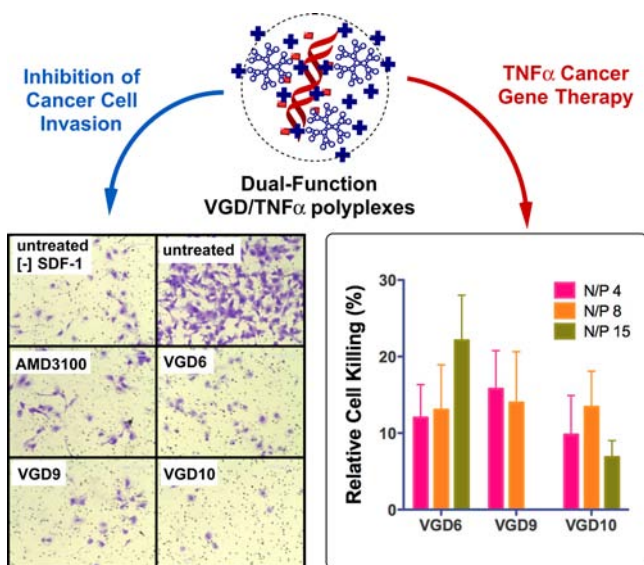 Inhibition of
Cancer Cell
Invasion
TNFα Cancer
Gene Therapy
Dual-Function
VGD/TNFα polyplexes
untreated
[-] SDF-1
untreated
AMD3100
VGD6
VGD9
VGD10
Relative Cell Killing (%)
30
20
10
0
N/P 4
N/P 8
N/P 15
VGD6
VGD9
VGD10